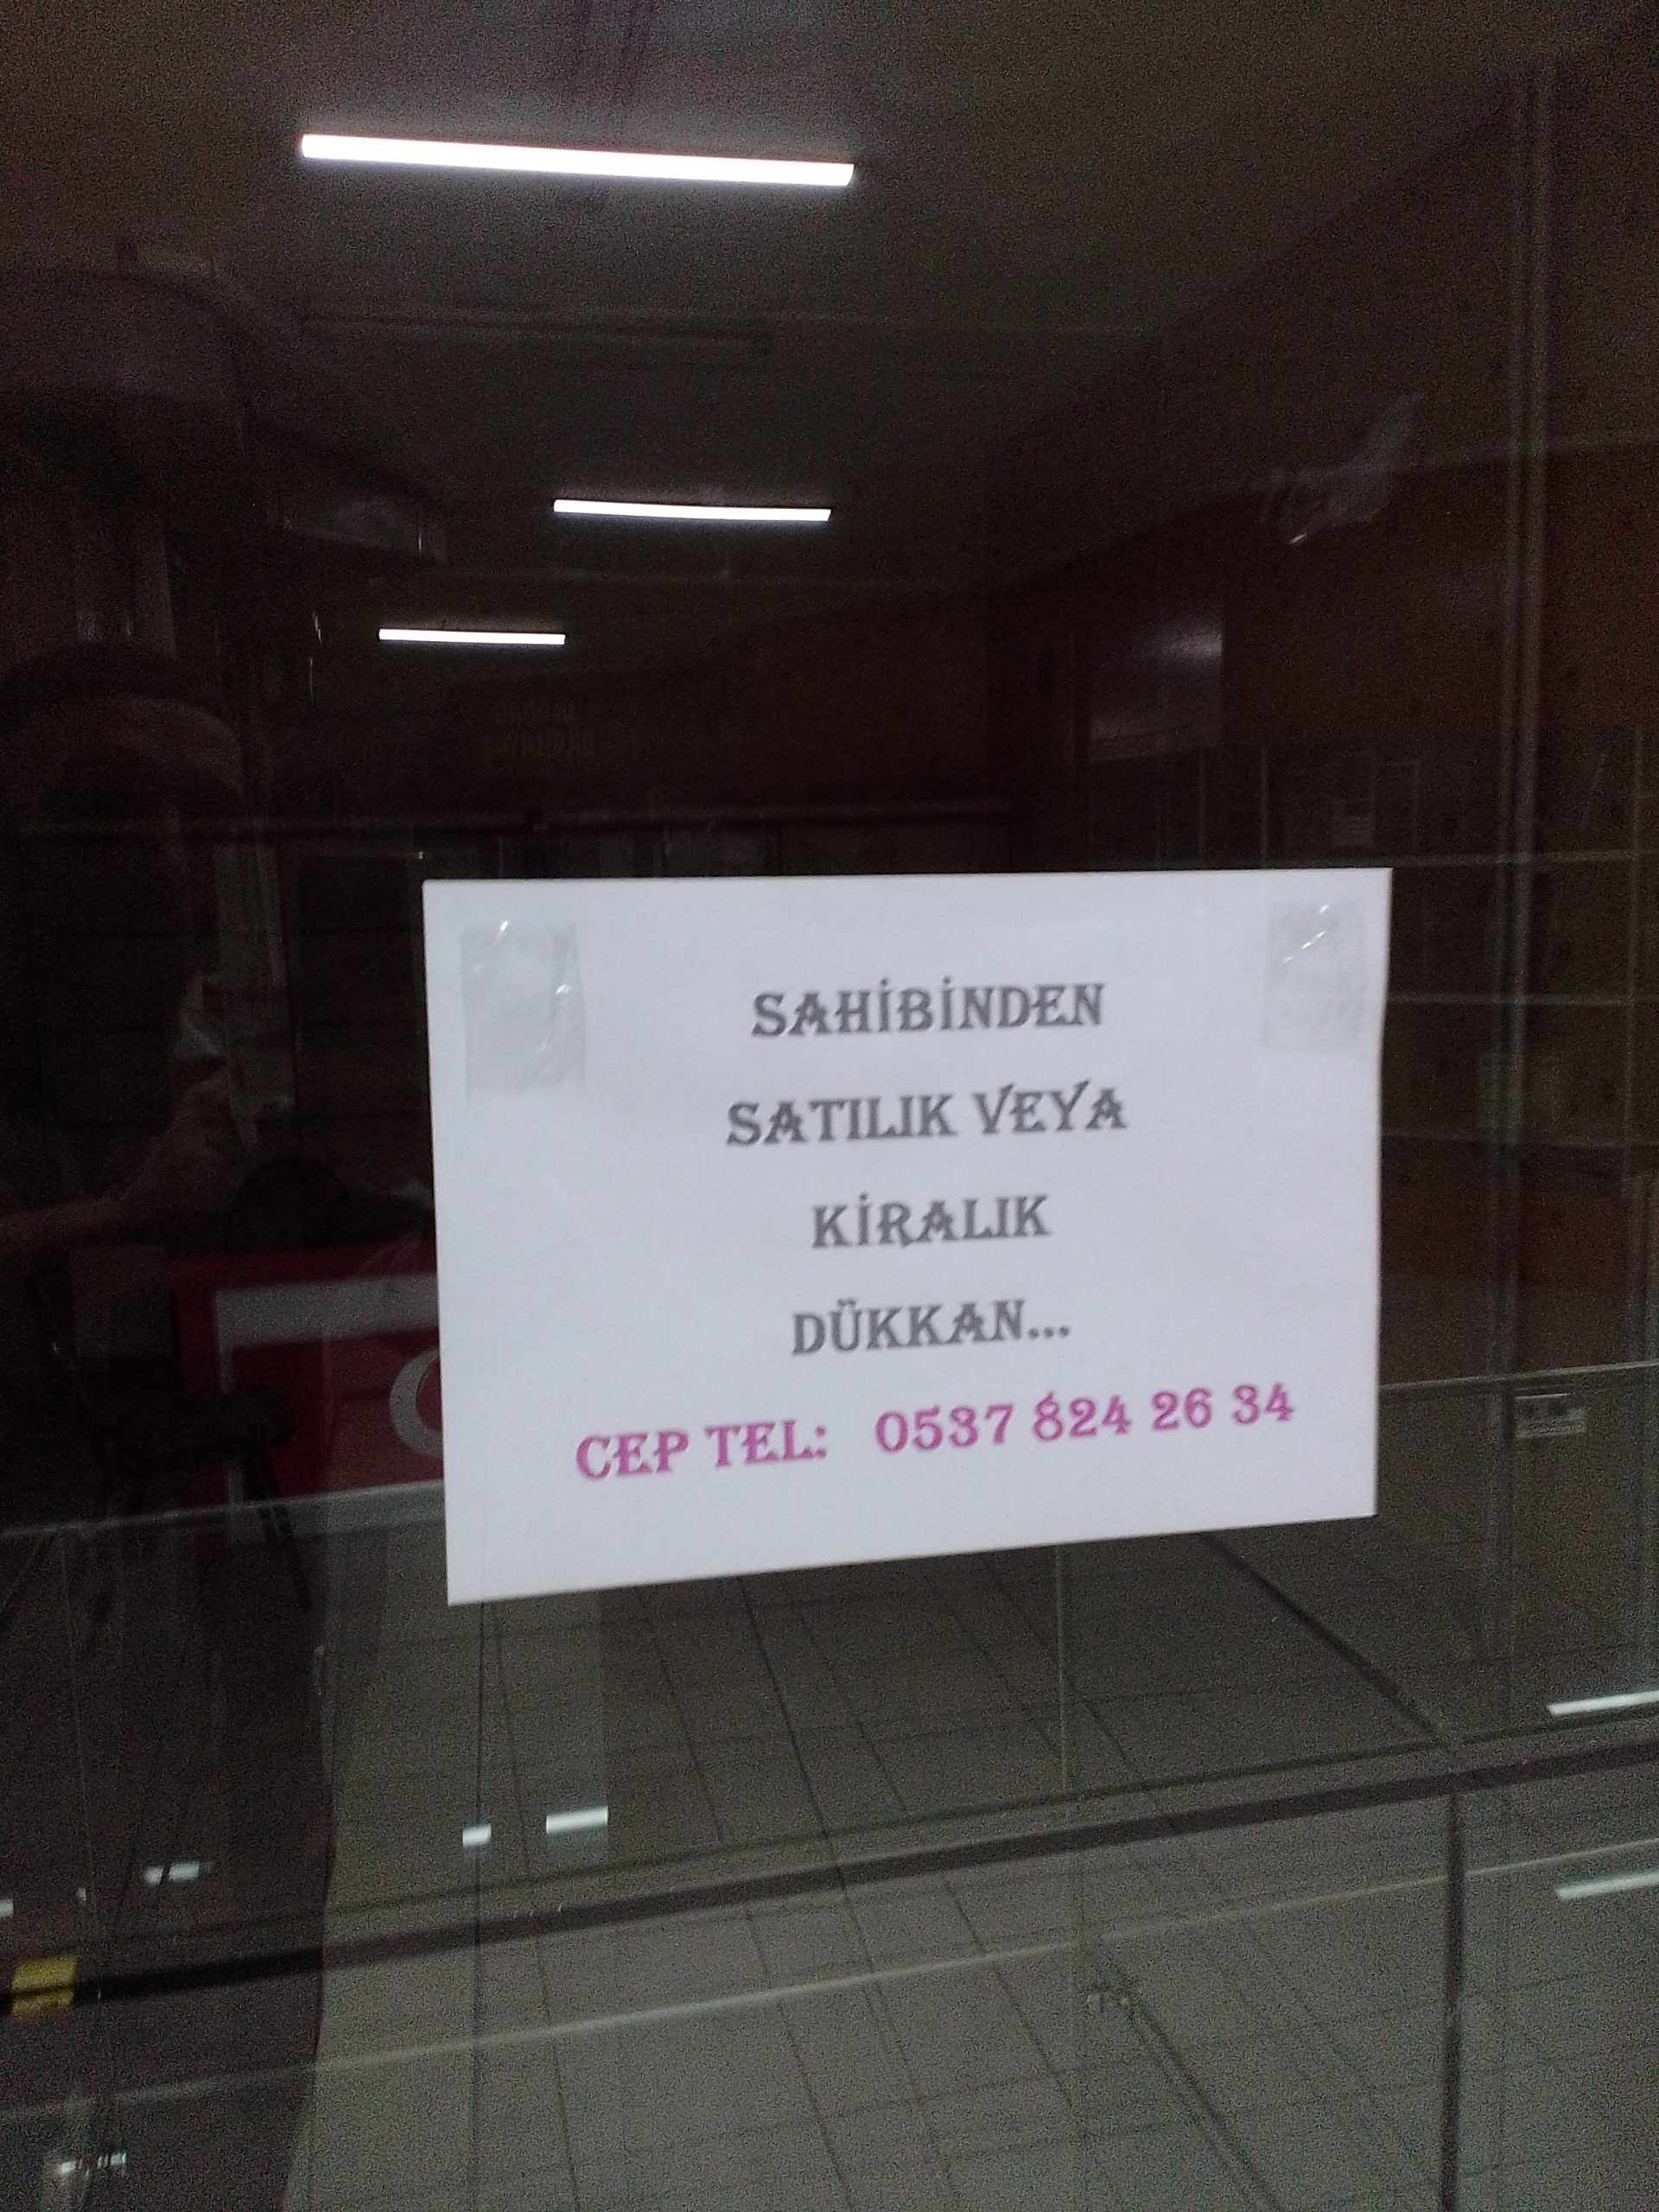 SAHİBİNDEN
SATILIK VEYA
KİRALIK
DÜKKAN...
CEP TEL: 0537 824 26 34